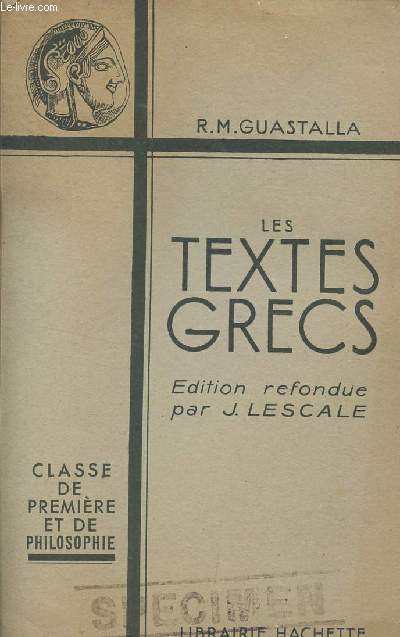 Le-livre.com
R.M.GUASTALLA
LES
TEXTES
GRECS
Edition refondue
par J. LESCALE
CLASSE
DE
PREMIÈRE
ET DE
PHILOSOPHIE
SPECIMEN
LIBRAIRIE HACHETTE